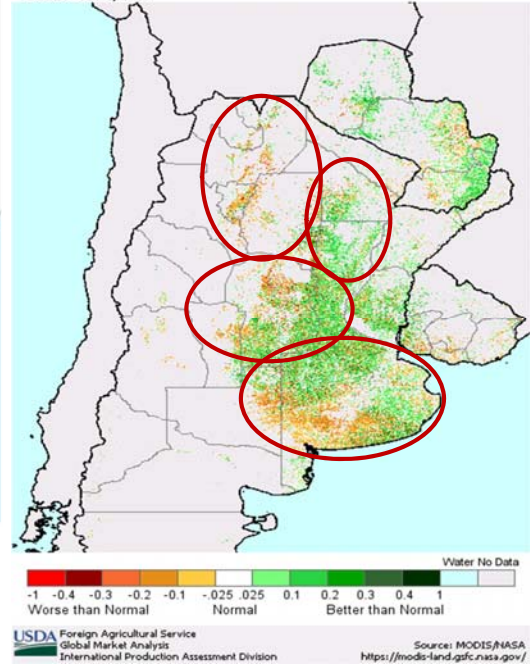 Water No Data
-1 -0.4 -0.3 -0.2 -0.1 -.025 .025 0.1 0.2 0.3 0.4 1
Worse than Normal Normal Better than Normal
USDA Foreign Agricultural Service
Global Market Analysis
International Production Assessment Division
Source: MODIS/NASA
https://modis-land.gsfc.nasa.gov/